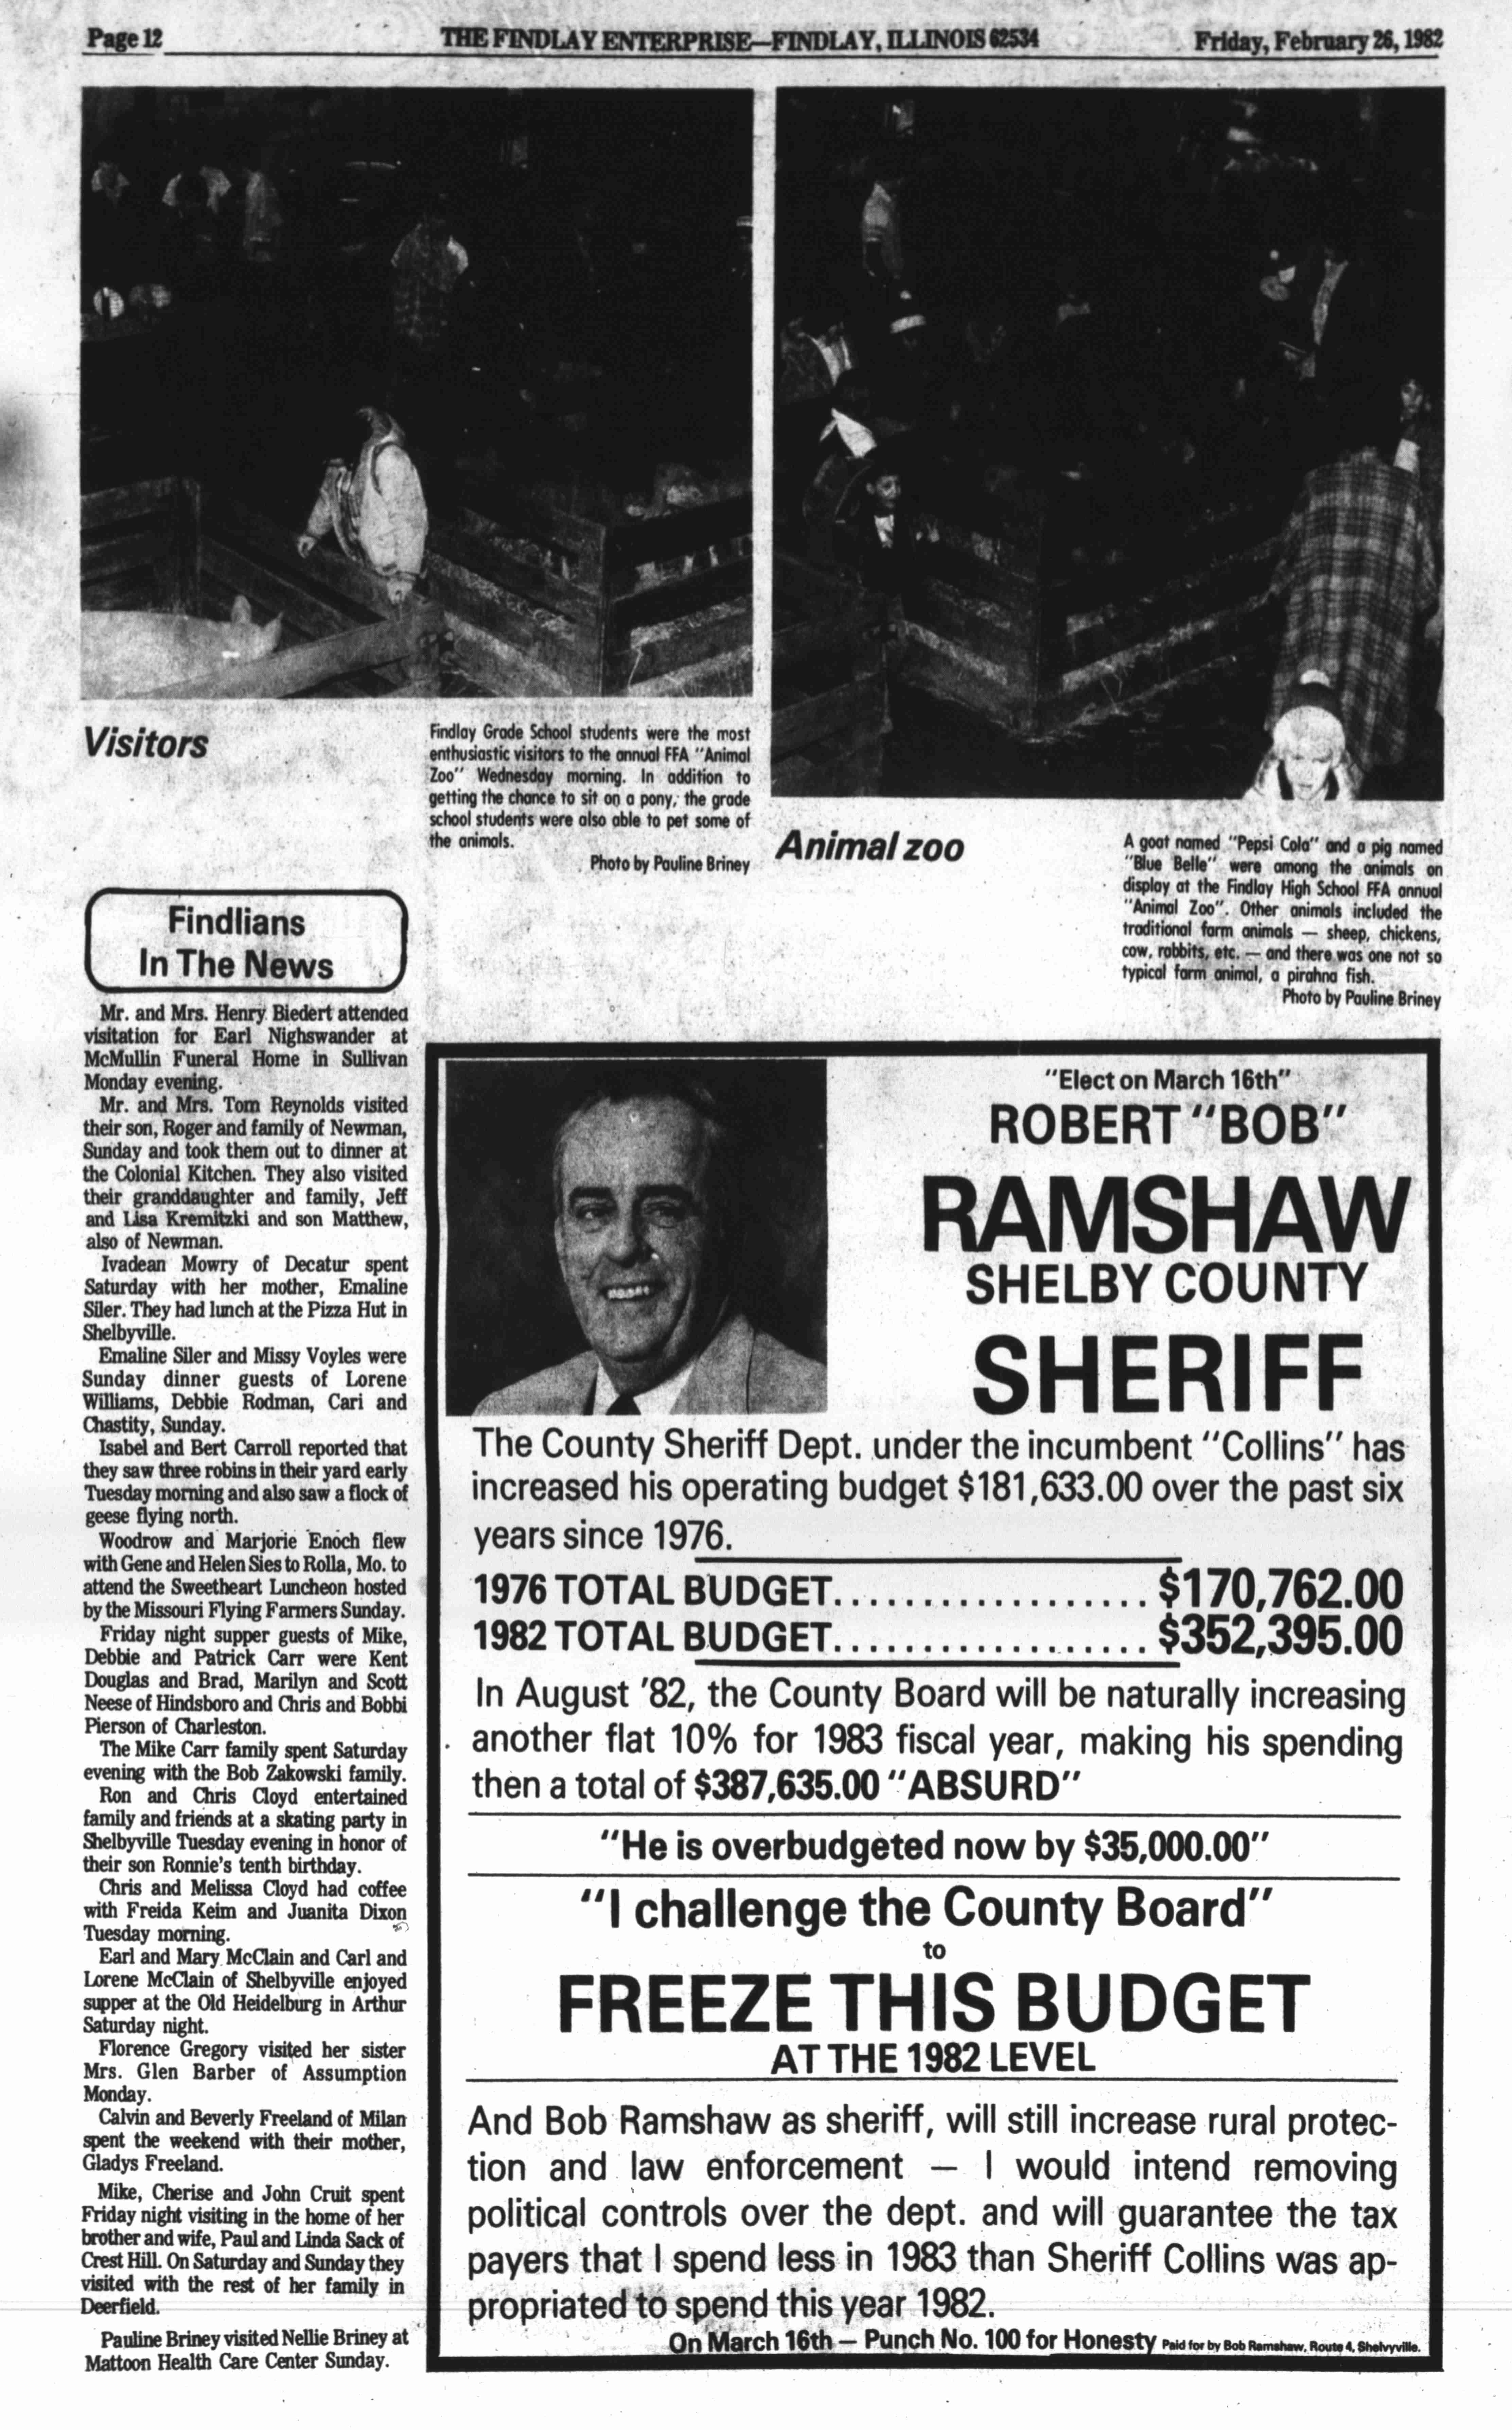 Page 12
THE FINDLAY ENTERPRISE—FINDLAY, ILLINOIS 62534
Friday, February 26, 1982
Visitors
Findlay Grade School students were the most
enthusiastic visitors to the annual FFA "Animal
Zoo" Wednesday morning. In addition to
getting the chance to sit on a pony, the grade
school students were also able to pet some of
the animals.
Photo by Pauline Briney
Animal zoo
A goat named "Pepsi Cola" and a pig named
"Blue Belle" were among the animals on
display at the Findlay High School FFA annual
"Animal Zoo". Other animals included the
traditional farm animals — sheep, chickens,
cow, rabbits, etc. — and there was one not so
typical farm animal, a pirahna fish.
Photo by Pauline Briney
Findlians
In The News
Mr. and Mrs. Henry Biedert attended
visitation for Earl Nighswander at
McMullin Funeral Home in Sullivan
Monday evening.
Mr. and Mrs. Tom Reynolds visited
their son, Roger and family of Newman,
Sunday and took them out to dinner at
the Colonial Kitchen. They also visited
their granddaughter and family, Jeff
and Lisa Kremitzki and son Matthew,
also of Newman.
Ivadean Mowry of Decatur spent
Saturday with her mother, Emaline
Siler. They had lunch at the Pizza Hut in
Shelbyville.
Emaline Siler and Missy Voyles were
Sunday dinner guests of Lorene
Williams, Debbie Rodman, Cari and
Chastity, Sunday.
Isabel and Bert Carroll reported that
they saw three robins in their yard early
Tuesday morning and also saw a flock of
geese flying north.
Woodrow and Marjorie Enoch flew
with Gene and Helen Sies to Rolla, Mo. to
attend the Sweetheart Luncheon hosted
by the Missouri Flying Farmers Sunday.
Friday night supper guests of Mike,
Debbie and Patrick Carr were Kent
Douglas and Brad, Marilyn and Scott
Neese of Hindsboro and Chris and Bobbi
Pierson of Charleston.
The Mike Carr family spent Saturday
evening with the Bob Zakowski family.
Ron and Chris Cloyd entertained
family and friends at a skating party in
Shelbyville Tuesday evening in honor of
their son Ronnie's tenth birthday.
Chris and Melissa Cloyd had coffee
with Freida Keim and Juanita Dixon
Tuesday morning.
Earl and Mary McClain and Carl and
Lorene McClain of Shelbyville enjoyed
supper at the Old Heidelburg in Arthur
Saturday night.
Florence Gregory visited her sister
Mrs. Glen Barber of Assumption
Monday.
Calvin and Beverly Freeland of Milan
spent the weekend with their mother,
Gladys Freeland.
Mike, Cherise and John Cruit spent
Friday night visiting in the home of her
brother and wife, Paul and Linda Sack of
Crest Hill. On Saturday and Sunday they
visited with the rest of her family in
Deerfield.
Pauline Briney visited Nellie Briney at
Mattoon Health Care Center Sunday.
"Elect on March 16th"
ROBERT "BOB"
RAMSHAW
SHELBY COUNTY
SHERIFF
The County Sheriff Dept. under the incumbent "Collins" has
increased his operating budget $181,633.00 over the past six
years since 1976.
1976 TOTAL BUDGET.................. $170,762.00
1982 TOTAL BUDGET.................. $352,395.00
In August '82, the County Board will be naturally increasing
another flat 10% for 1983 fiscal year, making his spending
then a total of $387,635.00 "ABSURD"
"He is overbudgeted now by $35,000.00"
"I challenge the County Board"
to
FREEZE THIS BUDGET
AT THE 1982 LEVEL
And Bob Ramshaw as sheriff, will still increase rural protec-
tion and law enforcement — I would intend removing
political controls over the dept. and will guarantee the tax
payers that I spend less in 1983 than Sheriff Collins was ap-
propriated to spend this year 1982.
On March 16th — Punch No. 100 for Honesty Paid for by Bob Ramshaw, Route 4, Shelvyville.